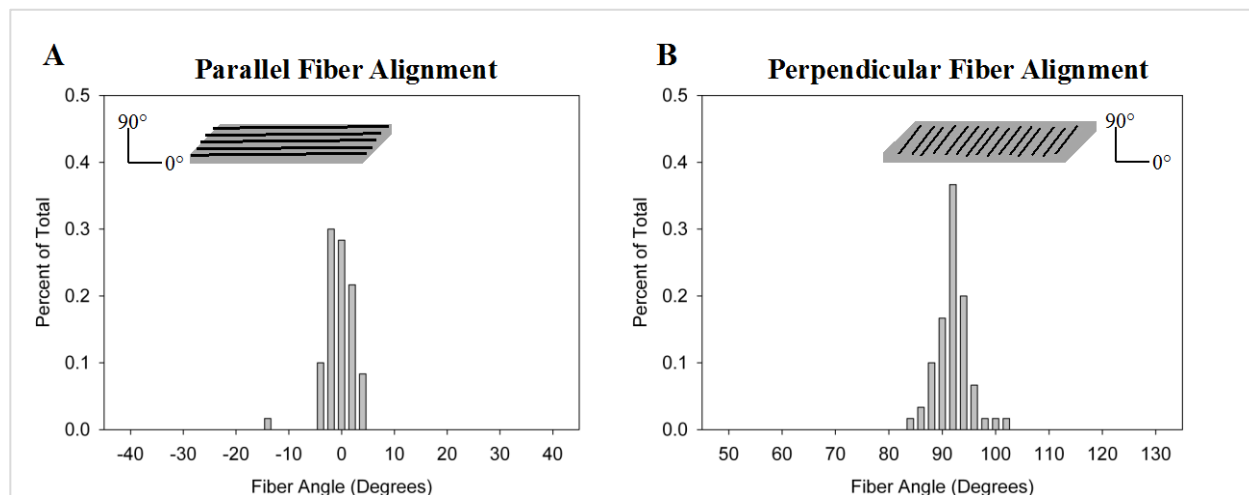 A
Parallel Fiber Alignment
0.5
0.4
0.3
0.2
0.1
0.0
Percent of Total
90°
0°
-40 -30 -20 -10 0 10 20 30 40
Fiber Angle (Degrees)
B
Perpendicular Fiber Alignment
0.5
0.4
0.3
0.2
0.1
0.0
Percent of Total
90°
0°
50 60 70 80 90 100 110 120 130
Fiber Angle (Degrees)